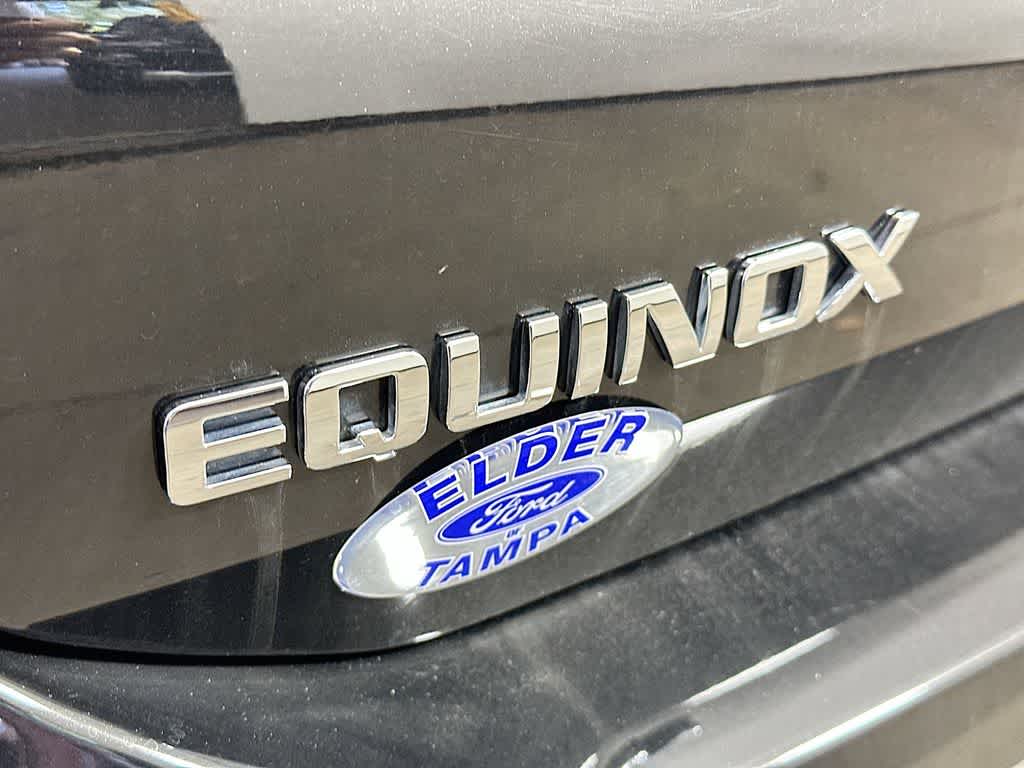 EQUINOX
ELDER
Ford
OF
TAMPA